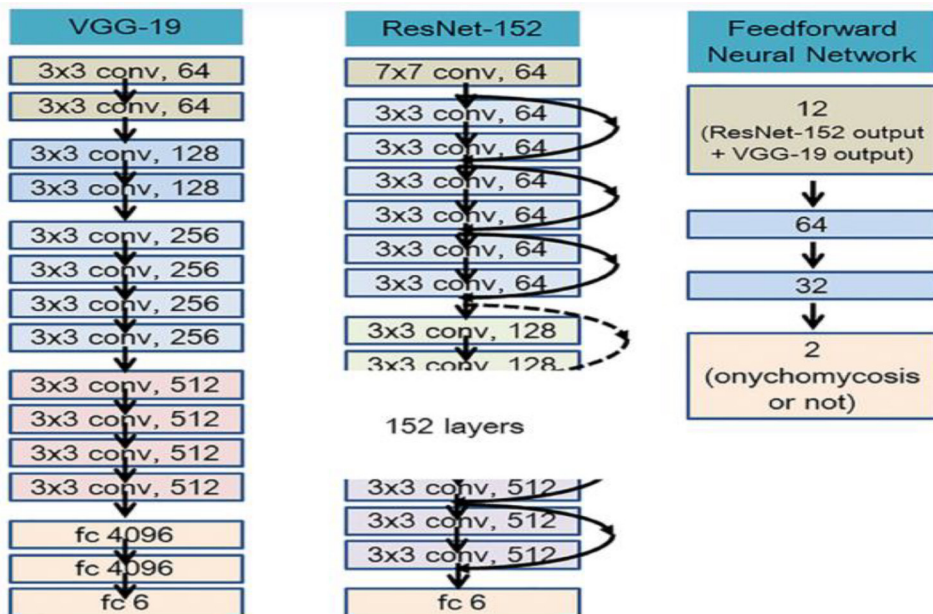 VGG-19
3x3 conv, 64
3x3 conv, 64
3x3 conv, 128
3x3 conv, 128
3x3 conv, 256
3x3 conv, 256
3x3 conv, 256
3x3 conv, 256
3x3 conv, 512
3x3 conv, 512
3x3 conv, 512
3x3 conv, 512
fc 4096
fc 4096
fc 6
ResNet-152
7x7 conv, 64
3x3 conv, 64
3x3 conv, 64
3x3 conv, 64
3x3 conv, 64
3x3 conv, 64
3x3 conv, 64
3x3 conv, 128
3x3 conv, 128
152 layers
3x3 conv, 512
3x3 conv, 512
3x3 conv, 512
fc 6
Feedforward
Neural Network
12
(ResNet-152 output
+ VGG-19 output)
64
32
2
(onychomycosis
or not)